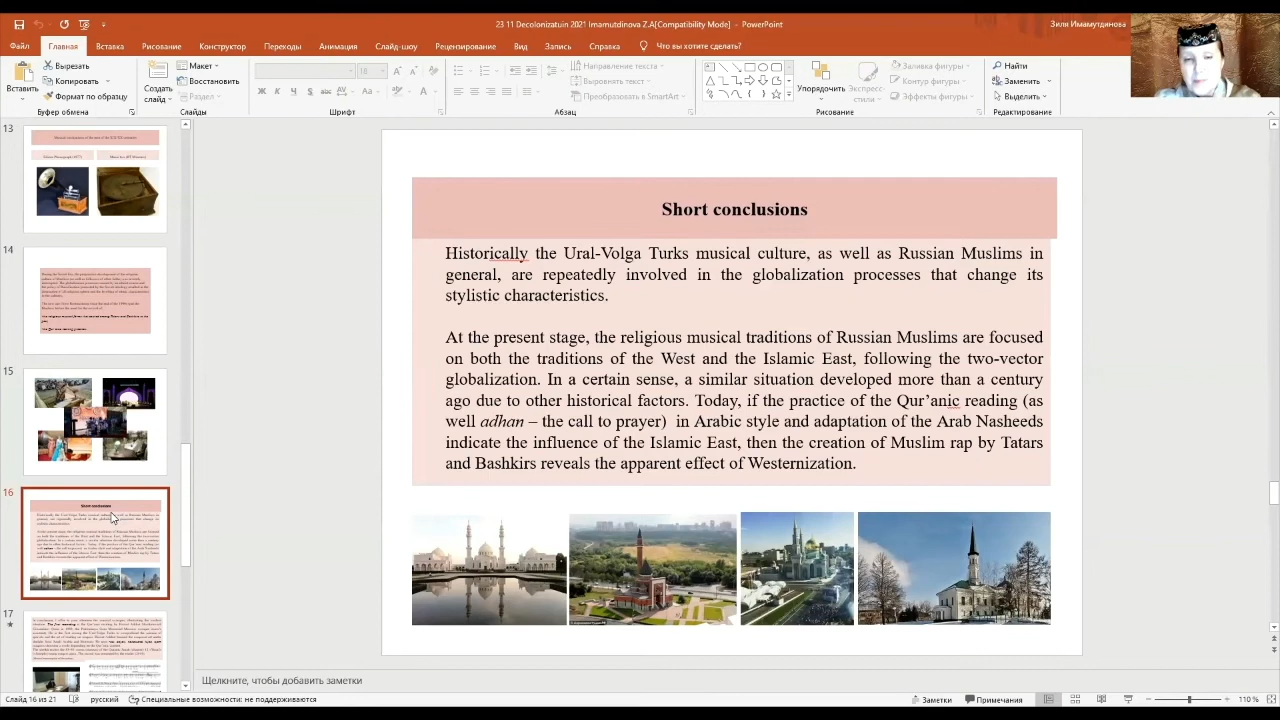 23 11 Decolonizatuin 2021 Imamutdinova Z.A[Compatibility Mode] - PowerPoint
Зиля Имамутдинова
Файл Главная Вставка Рисование Конструктор Переходы Анимация Слайд-шоу Рецензирование Вид Запись Справка Что вы хотите сделать?
Вставить
Вырезать
Копировать
Формат по образцу
Буфер обмена
Создать слайд
Макет
Восстановить
Раздел
Слайды
18
Ж К Ч S abc AV Aa
Шрифт
Направление текста
Выровнять текст
Преобразовать в SmartArt
Абзац
Упорядочить
Экспресс-стили
Заливка фигуры
Контур фигуры
Эффекты фигуры
Рисование
Найти
Заменить
Выделить
Редактирование
13
14
15
16
Short conclusions
17
Short conclusions
Historically the Ural-Volga Turks musical culture, as well as Russian Muslims in
general, are repeatedly involved in the globalization processes that change its
stylistic characteristics.
At the present stage, the religious musical traditions of Russian Muslims are focused
on both the traditions of the West and the Islamic East, following the two-vector
globalization. In a certain sense, a similar situation developed more than a century
ago due to other historical factors. Today, if the practice of the Qur’anic reading (as
well adhan – the call to prayer) in Arabic style and adaptation of the Arab Nasheeds
indicate the influence of the Islamic East, then the creation of Muslim rap by Tatars
and Bashkirs reveals the apparent effect of Westernization.
Щелкните, чтобы добавить заметки
Слайд 16 из 21 русский Специальные возможности: не поддерживаются Заметки Примечания 110 %